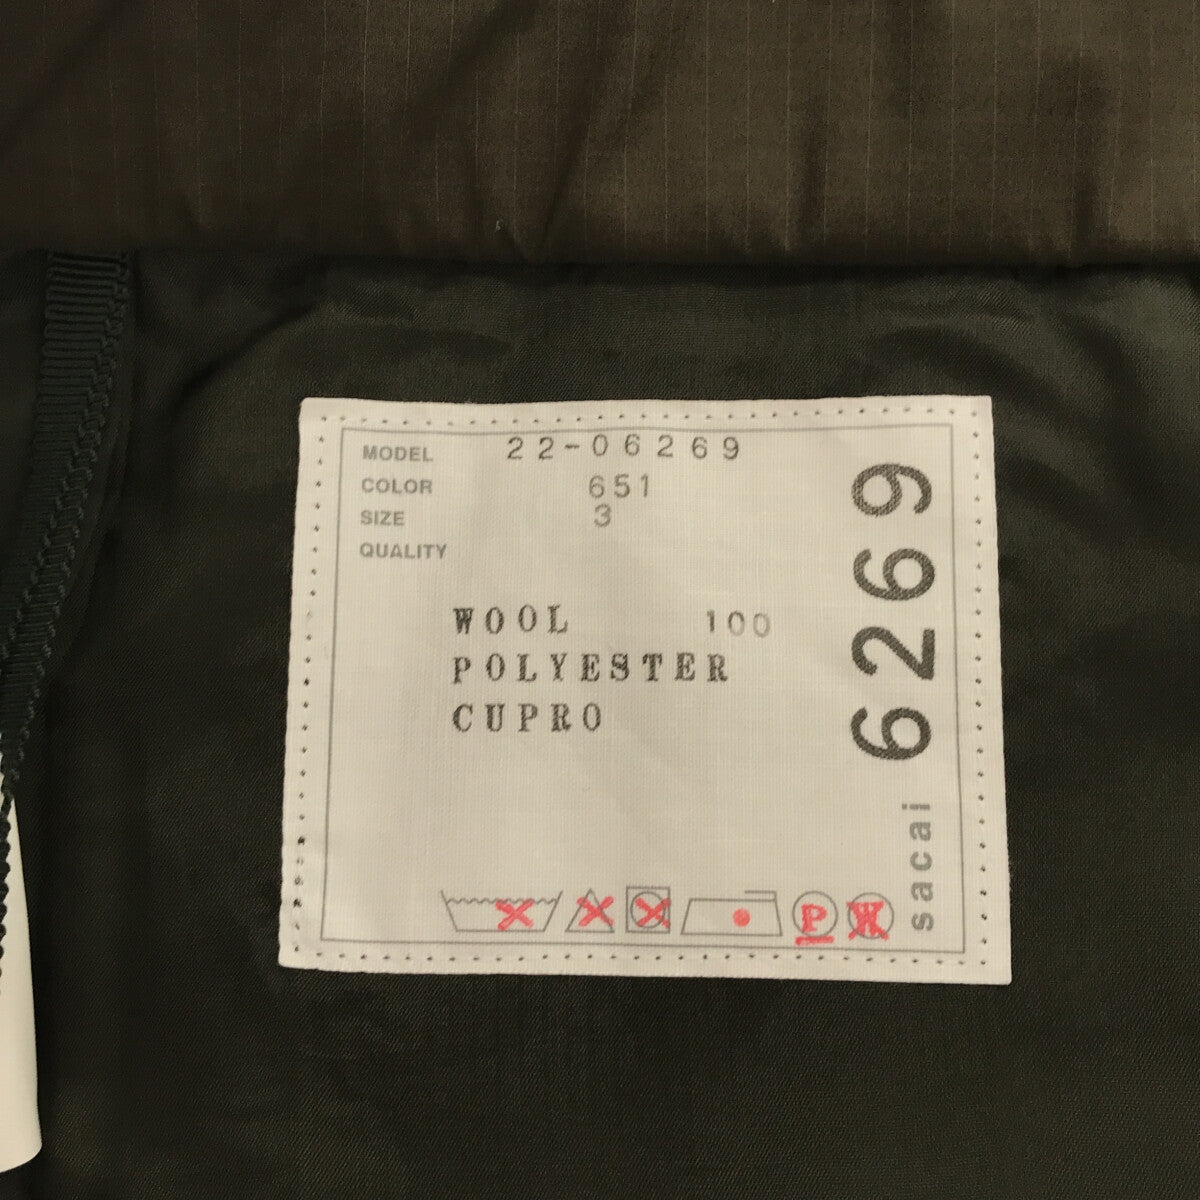 MODEL 22-06269
COLOR 651
SIZE 3
QUALITY
WOOL 100
POLYESTER
CUPRO
P W
sacai 6269